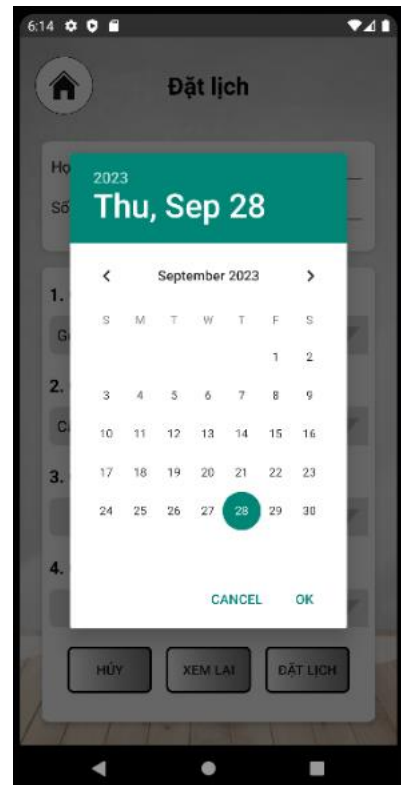 6:14
Đặt lịch
Họ
Số
2023
Thu, Sep 28
September 2023
S M T W T F S
1 2
3 4 5 6 7 8 9
10 11 12 13 14 15 16
17 18 19 20 21 22 23
24 25 26 27 28 29 30
1.
2.
3.
4.
CANCEL OK
HỦY XEM LẠI ĐẶT LỊCH